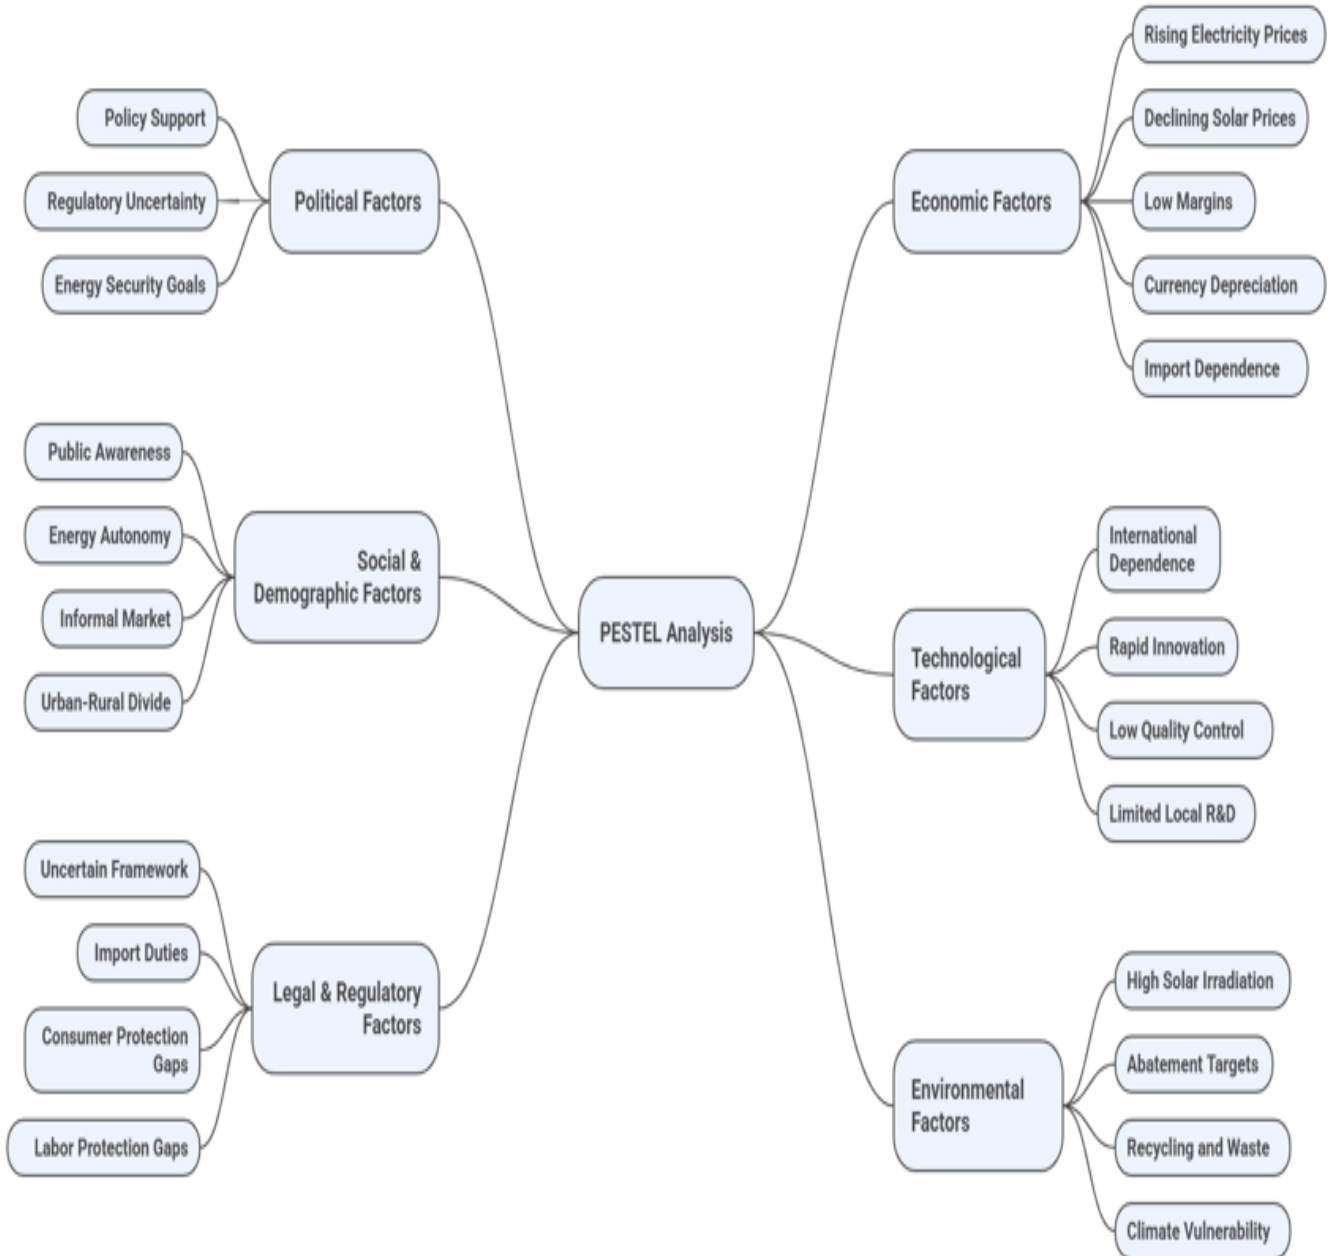 PESTEL Analysis
Political Factors
Policy Support
Regulatory Uncertainty
Energy Security Goals
Social &
Demographic Factors
Public Awareness
Energy Autonomy
Informal Market
Urban-Rural Divide
Legal & Regulatory
Factors
Uncertain Framework
Import Duties
Consumer Protection
Gaps
Labor Protection Gaps
Economic Factors
Rising Electricity Prices
Declining Solar Prices
Low Margins
Currency Depreciation
Import Dependence
Technological
Factors
International
Dependence
Rapid Innovation
Low Quality Control
Limited Local R&D
Environmental
Factors
High Solar Irradiation
Abatement Targets
Recycling and Waste
Climate Vulnerability